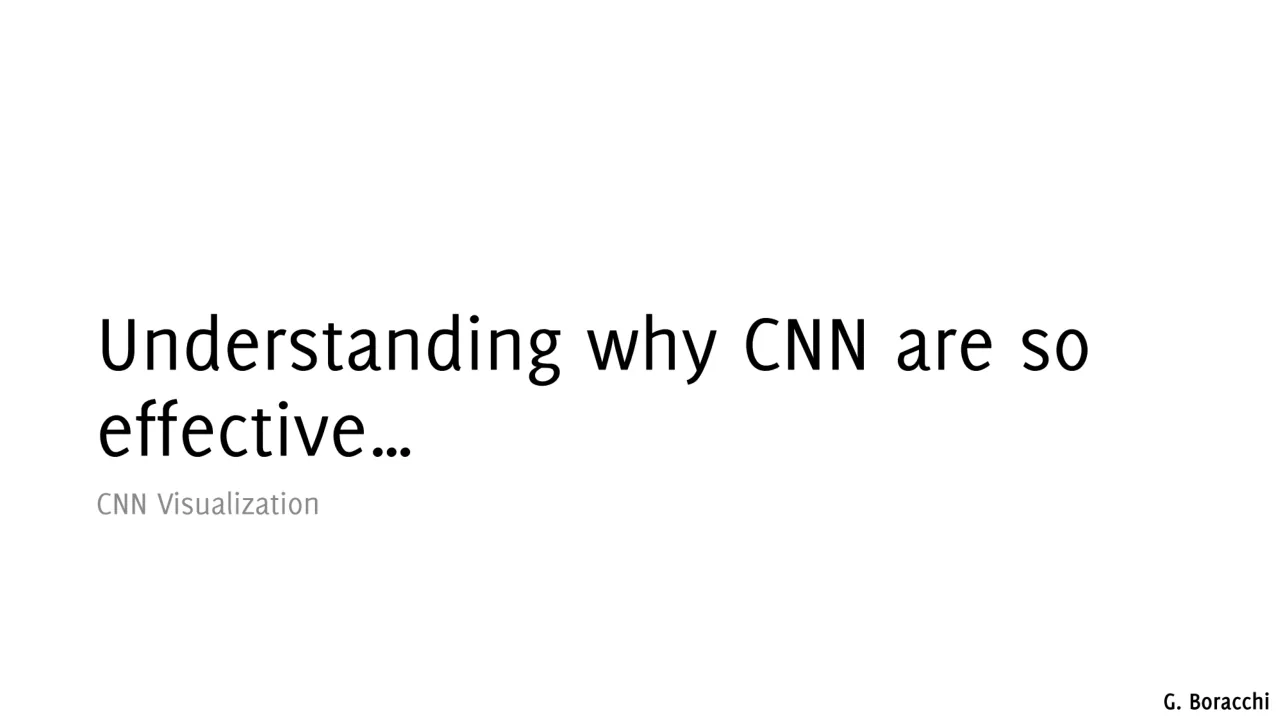 Understanding why CNN are so
effective…
CNN Visualization
G. Boracchi